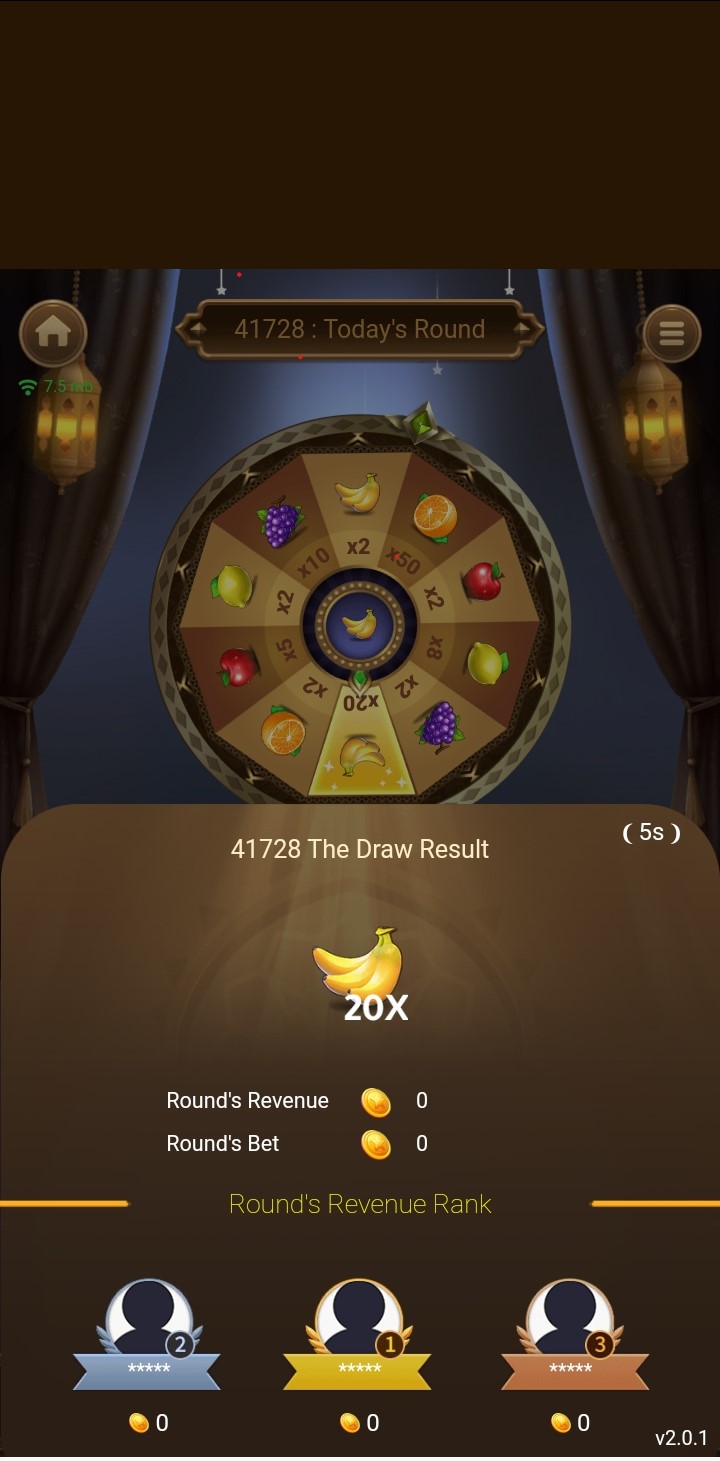 41728 : Today's Round
7.5 mb
x2
x50
x2
x8
x2
x20
x2
x5
x2
x10
( 5s )
41728 The Draw Result
20X
Round's Revenue 0
Round's Bet 0
Round's Revenue Rank
2 1 3
***** ***** *****
0 0 0
v2.0.1